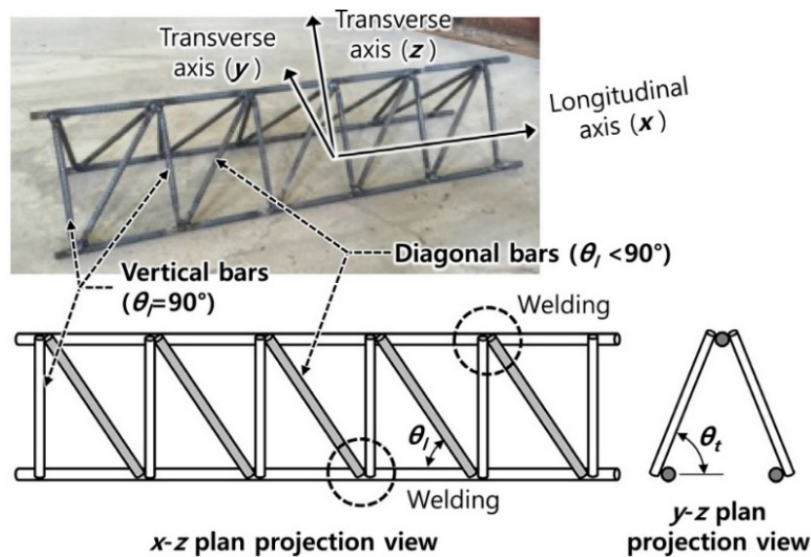 Transverse
axis (y)
Transverse
axis (z)
Longitudinal
axis (x)
Vertical bars
(θl=90°)
Diagonal bars (θl <90°)
Welding
θl
Welding
θt
x-z plan projection view
y-z plan
projection view